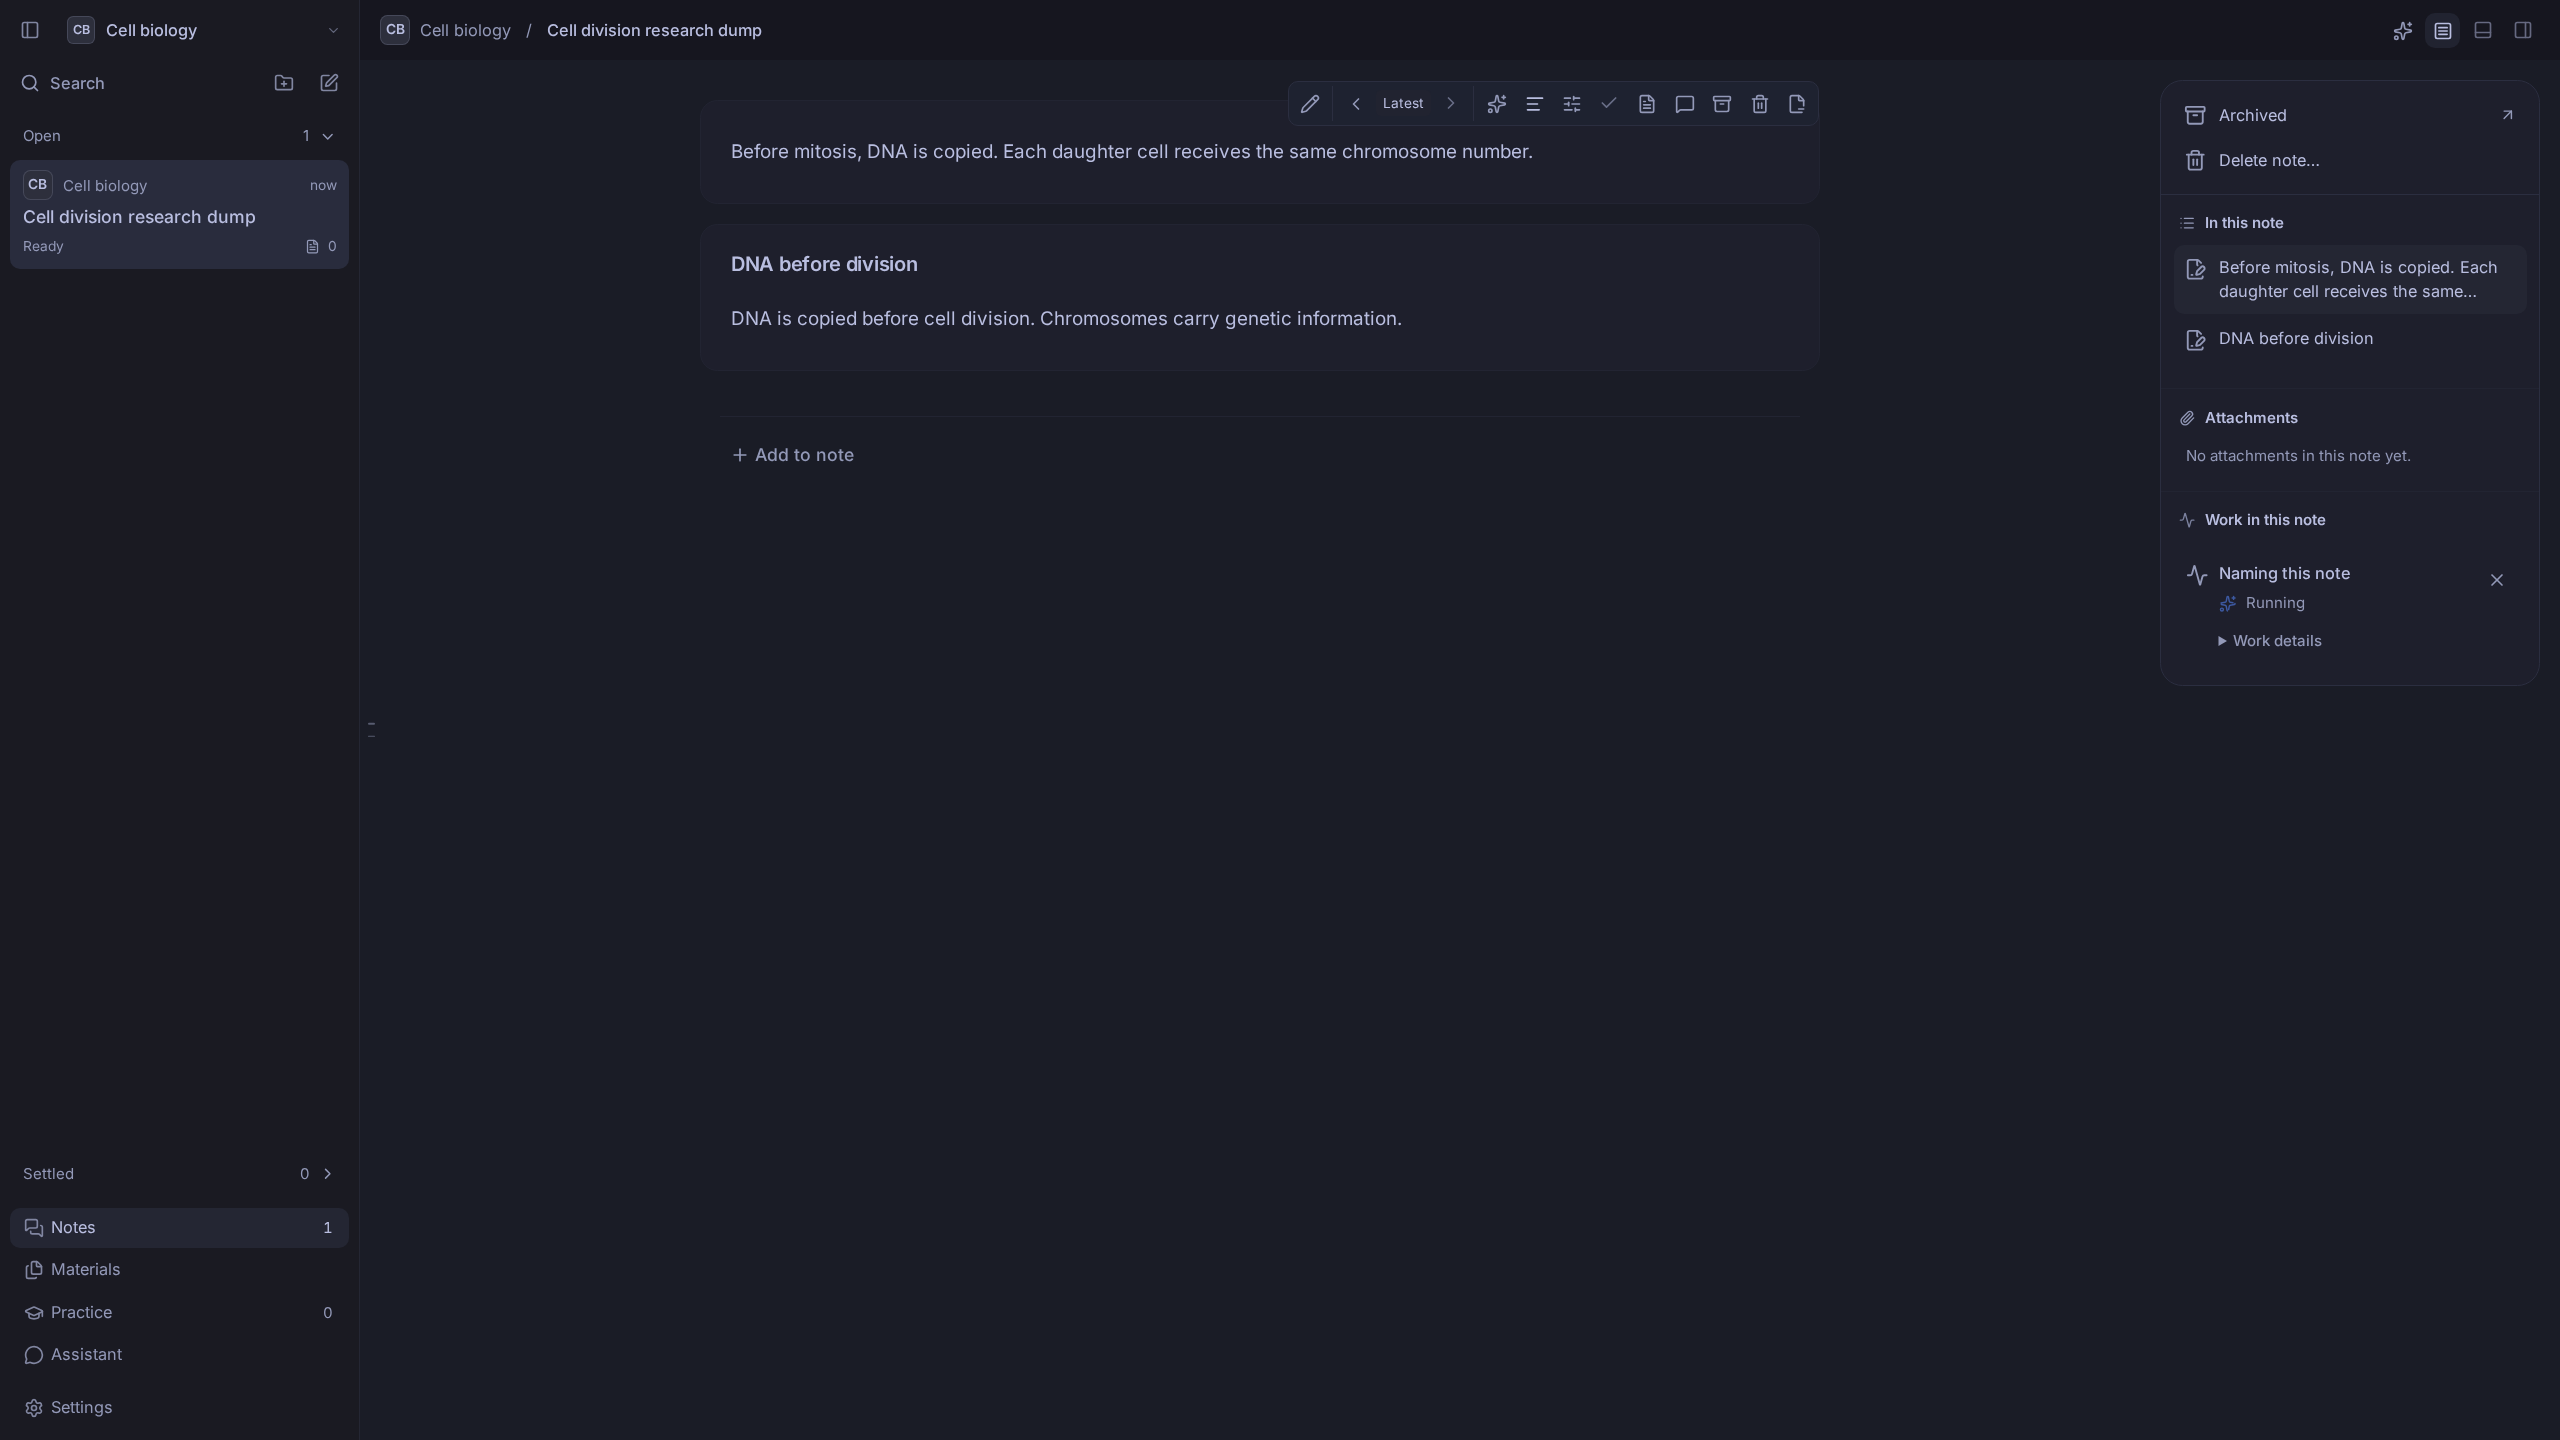 CB Cell biology
Search
Open 1
CB Cell biology now
Cell division research dump
Ready 0
Settled 0
Notes 1
Materials
Practice 0
Assistant
Settings
CB Cell biology / Cell division research dump
Latest
Before mitosis, DNA is copied. Each daughter cell receives the same chromosome number.
DNA before division
DNA is copied before cell division. Chromosomes carry genetic information.
+ Add to note
Archived
Delete note...
In this note
Before mitosis, DNA is copied. Each
daughter cell receives the same...
DNA before division
Attachments
No attachments in this note yet.
Work in this note
Naming this note
Running
Work details